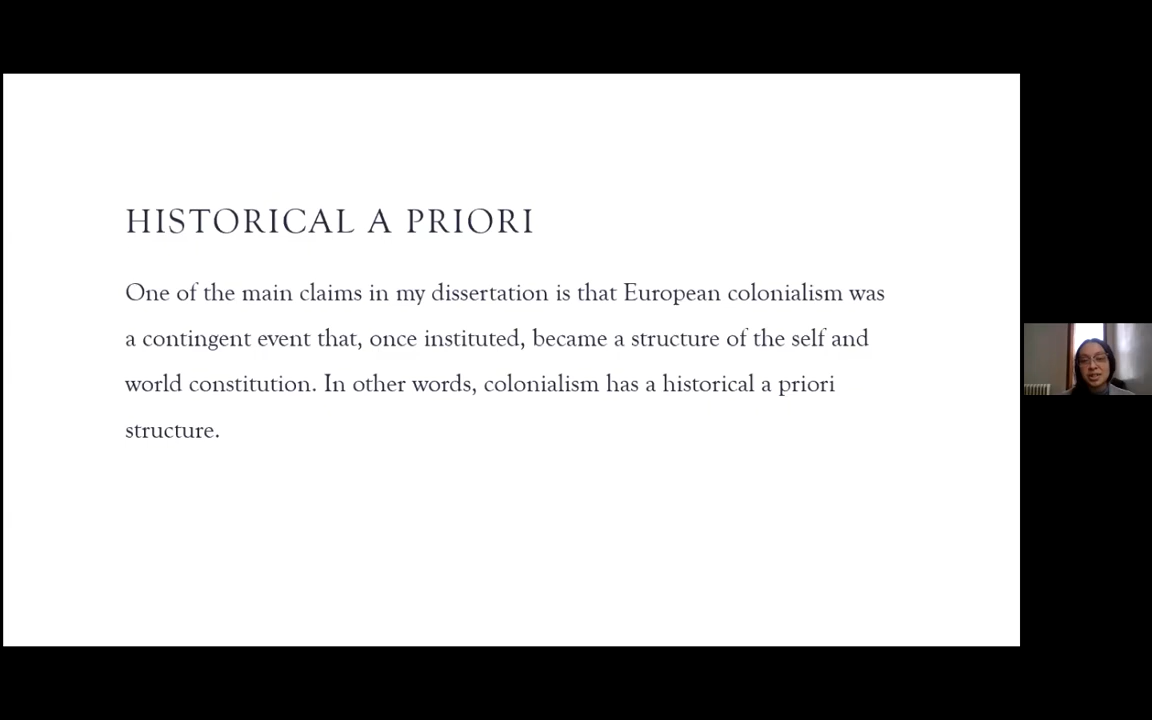 HISTORICAL A PRIORI
One of the main claims in my dissertation is that European colonialism was
a contingent event that, once instituted, became a structure of the self and
world constitution. In other words, colonialism has a historical a priori
structure.